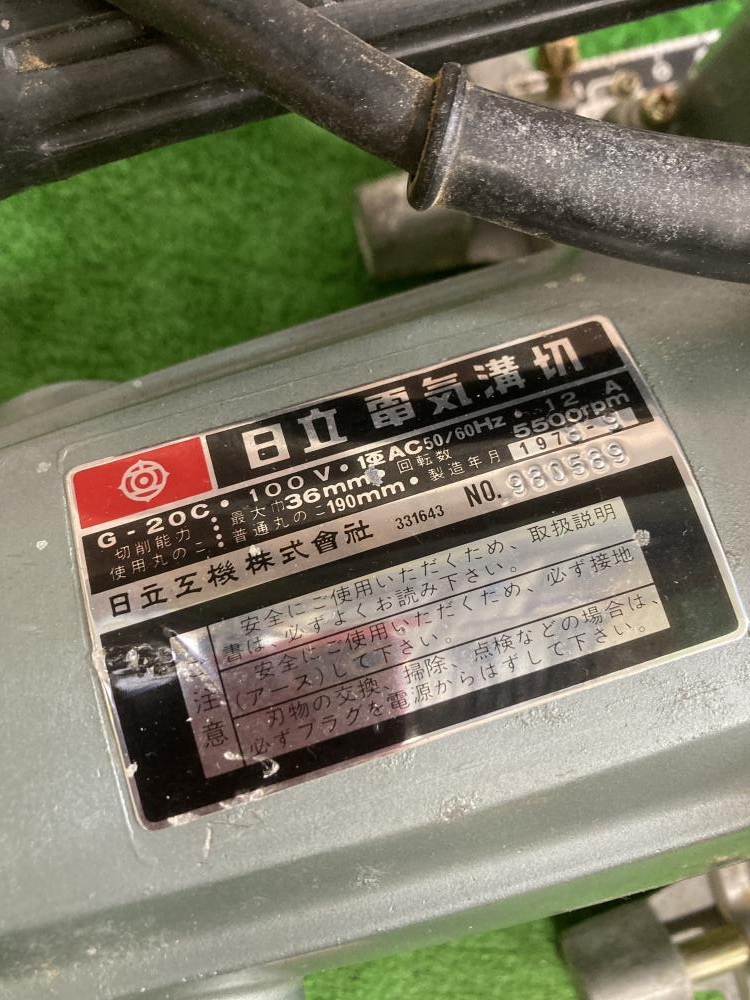 日立 電気溝切
G-20C・100V・1Φ AC50/60Hz・12A
切削能力 最大巾36mm 回転数 5500rpm
使用丸のこ 普通丸のこ190mm・製造年月
日立工機株式會社 331643 NO. 980589
注意
安全にご使用いただくため、取扱説明
書は、必ずよくお読み下さい。
安全にご使用いただくため、必ず接地
(アース)して下さい。
刃物の交換、掃除、点検などの場合は、
必ずプラグを電源からはずして下さい。